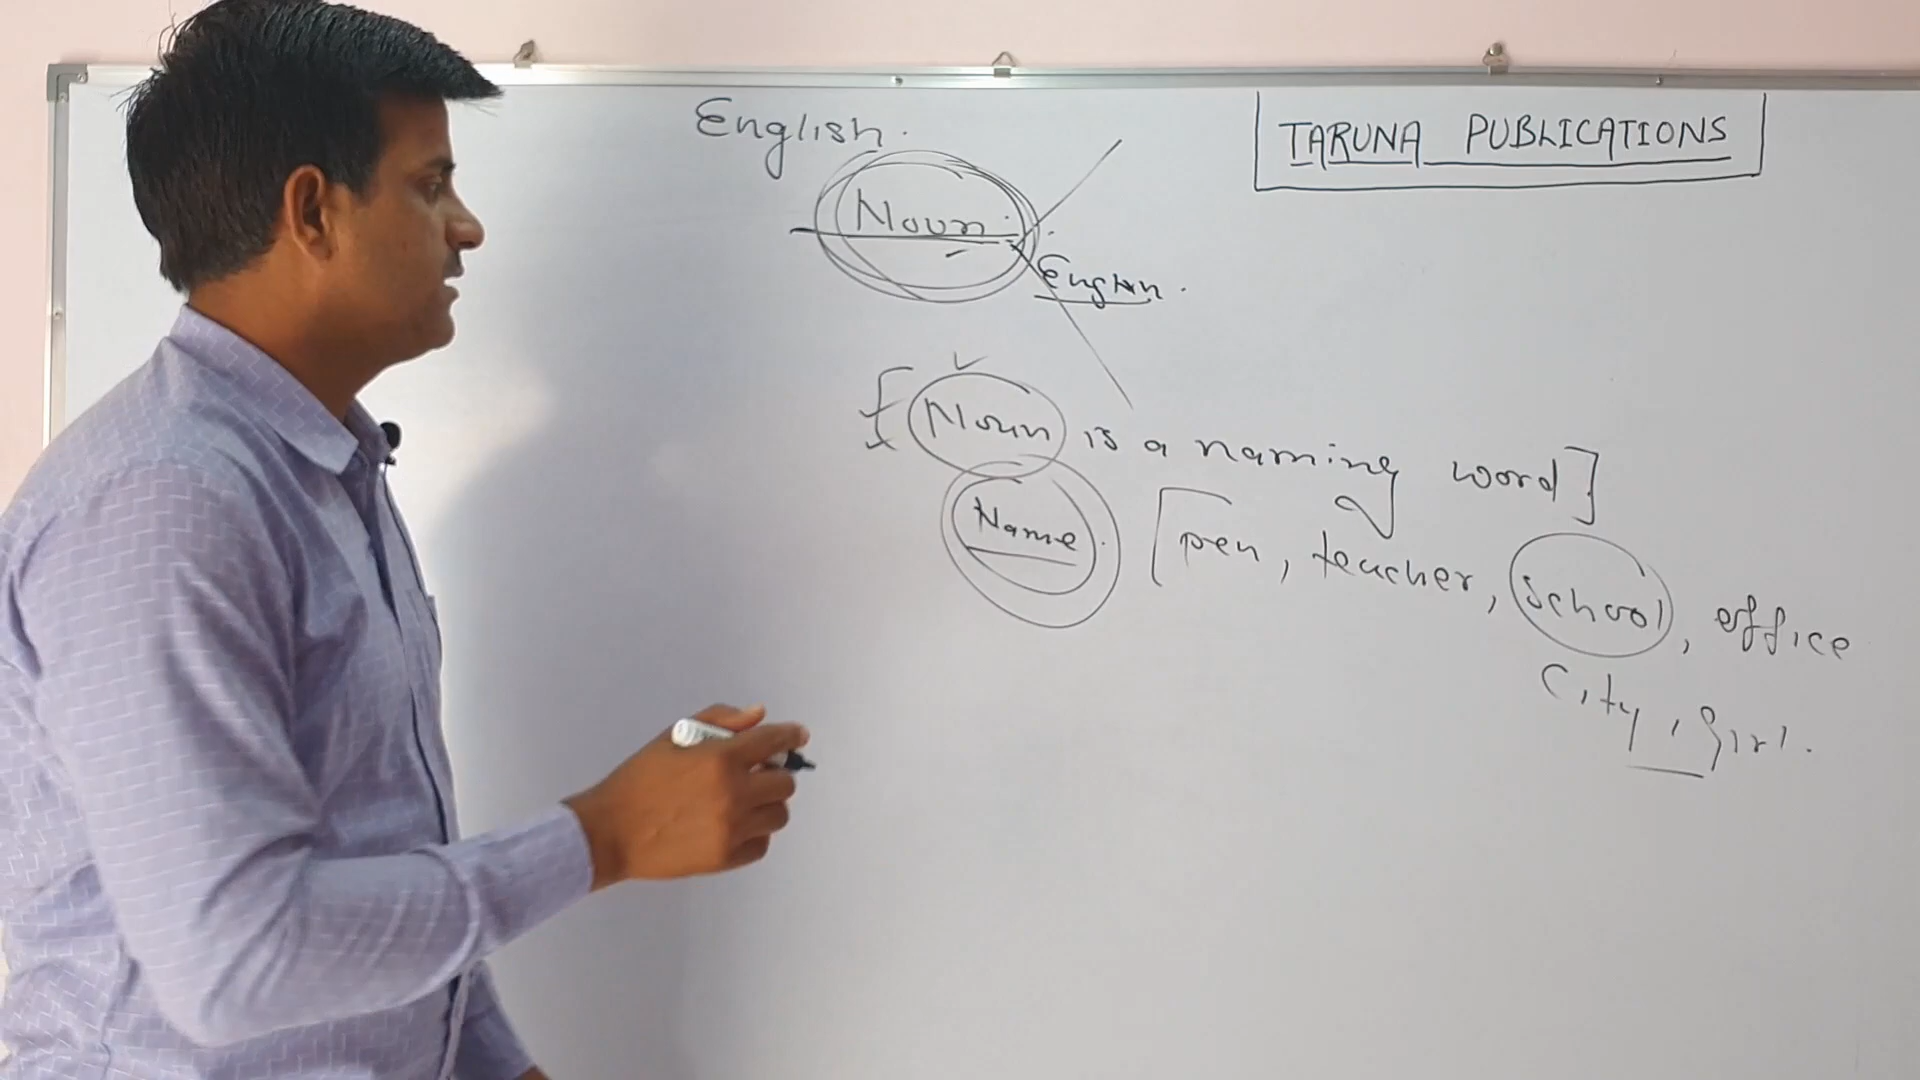 English.
TARUNA PUBLICATIONS
Noun.
English.
[Noun is a naming word]
Name. [pen, teacher, School, office
City, girl.